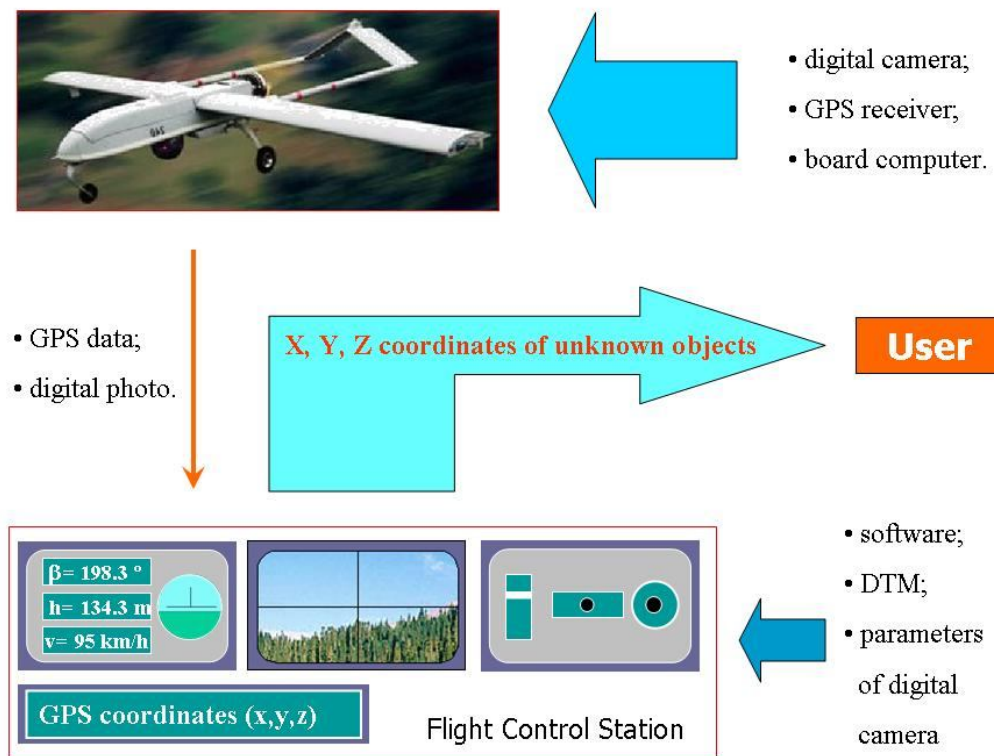 • digital camera;
• GPS receiver;
• board computer.
• GPS data;
• digital photo.
X, Y, Z coordinates of unknown objects
User
β= 198.3 º
h= 134.3 m
v= 95 km/h
GPS coordinates (x,y,z)
Flight Control Station
• software;
• DTM;
• parameters
of digital
camera